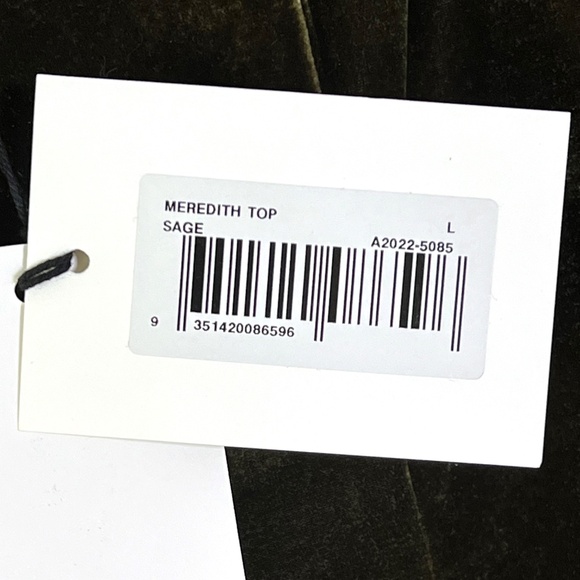 MEREDITH TOP
L
SAGE
A2022-5085
9 351420086596